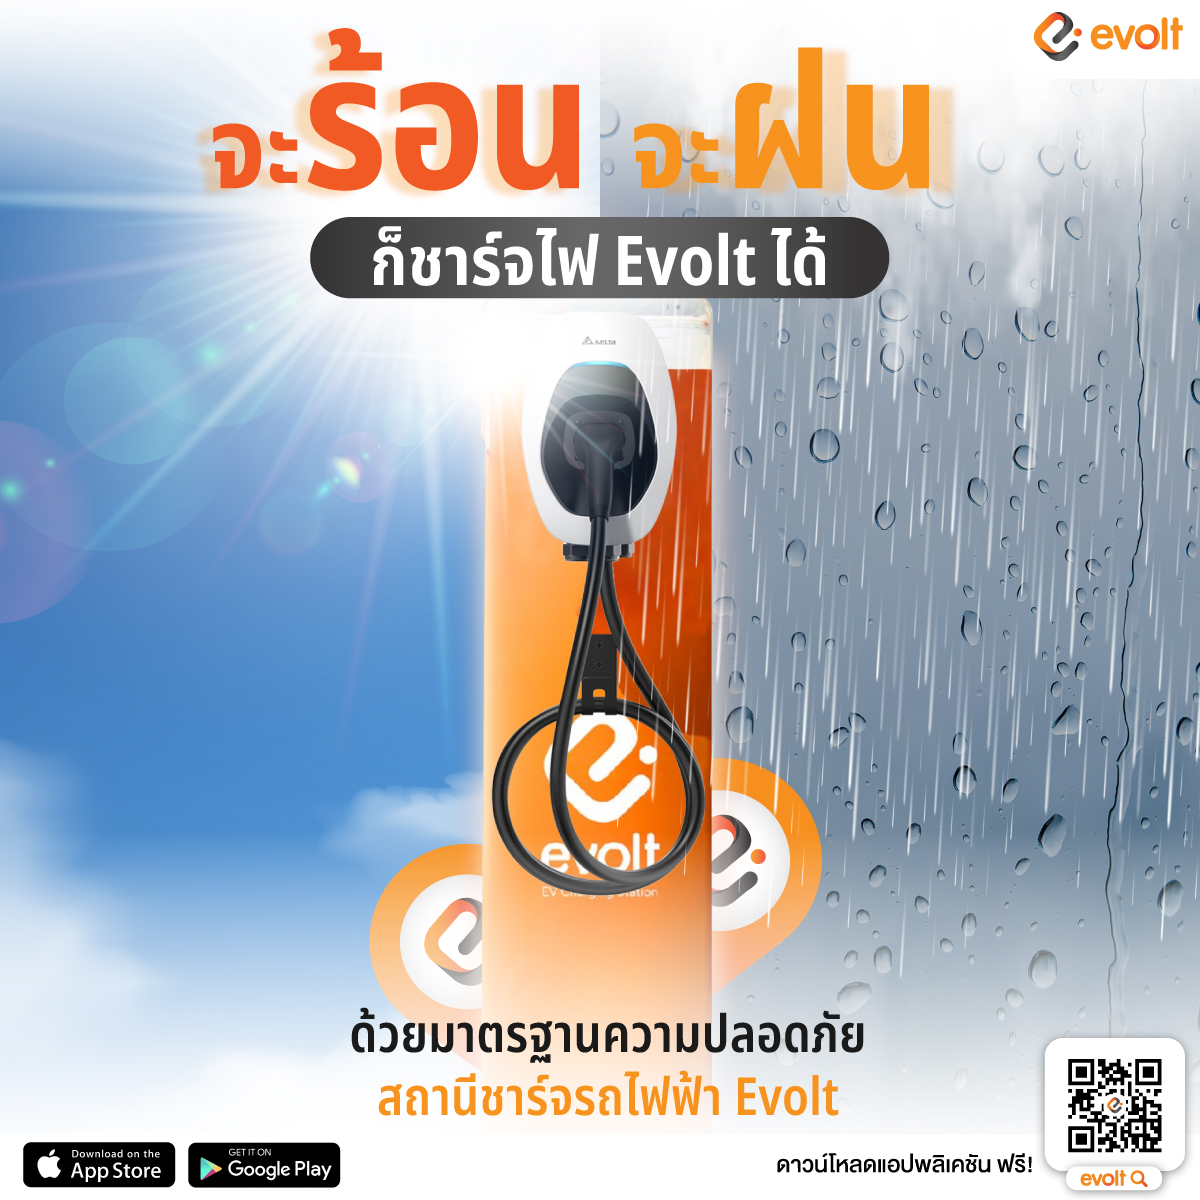 evolt
จะร้อน จะฝน
ก็ชาร์จไฟ Evolt ได้
DELTA
evolt
EV Charging Station
ด้วยมาตรฐานความปลอดภัย
สถานีชาร์จรถไฟฟ้า Evolt
Download on the
App Store
GET IT ON
Google Play
ดาวน์โหลดแอปพลิเคชัน ฟรี!
evolt